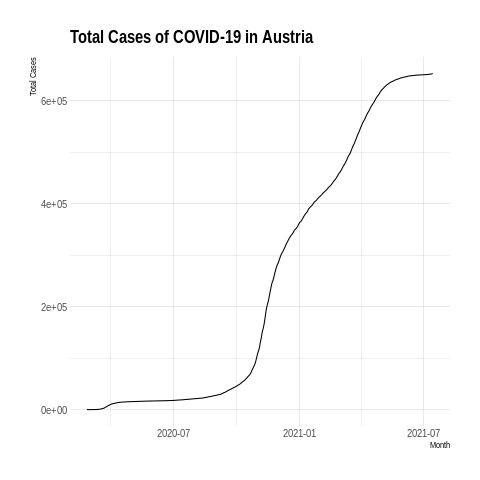 Total Cases of COVID-19 in Austria
Total Cases
6e+05
4e+05
2e+05
0e+00
2020-07
2021-01
2021-07
Month